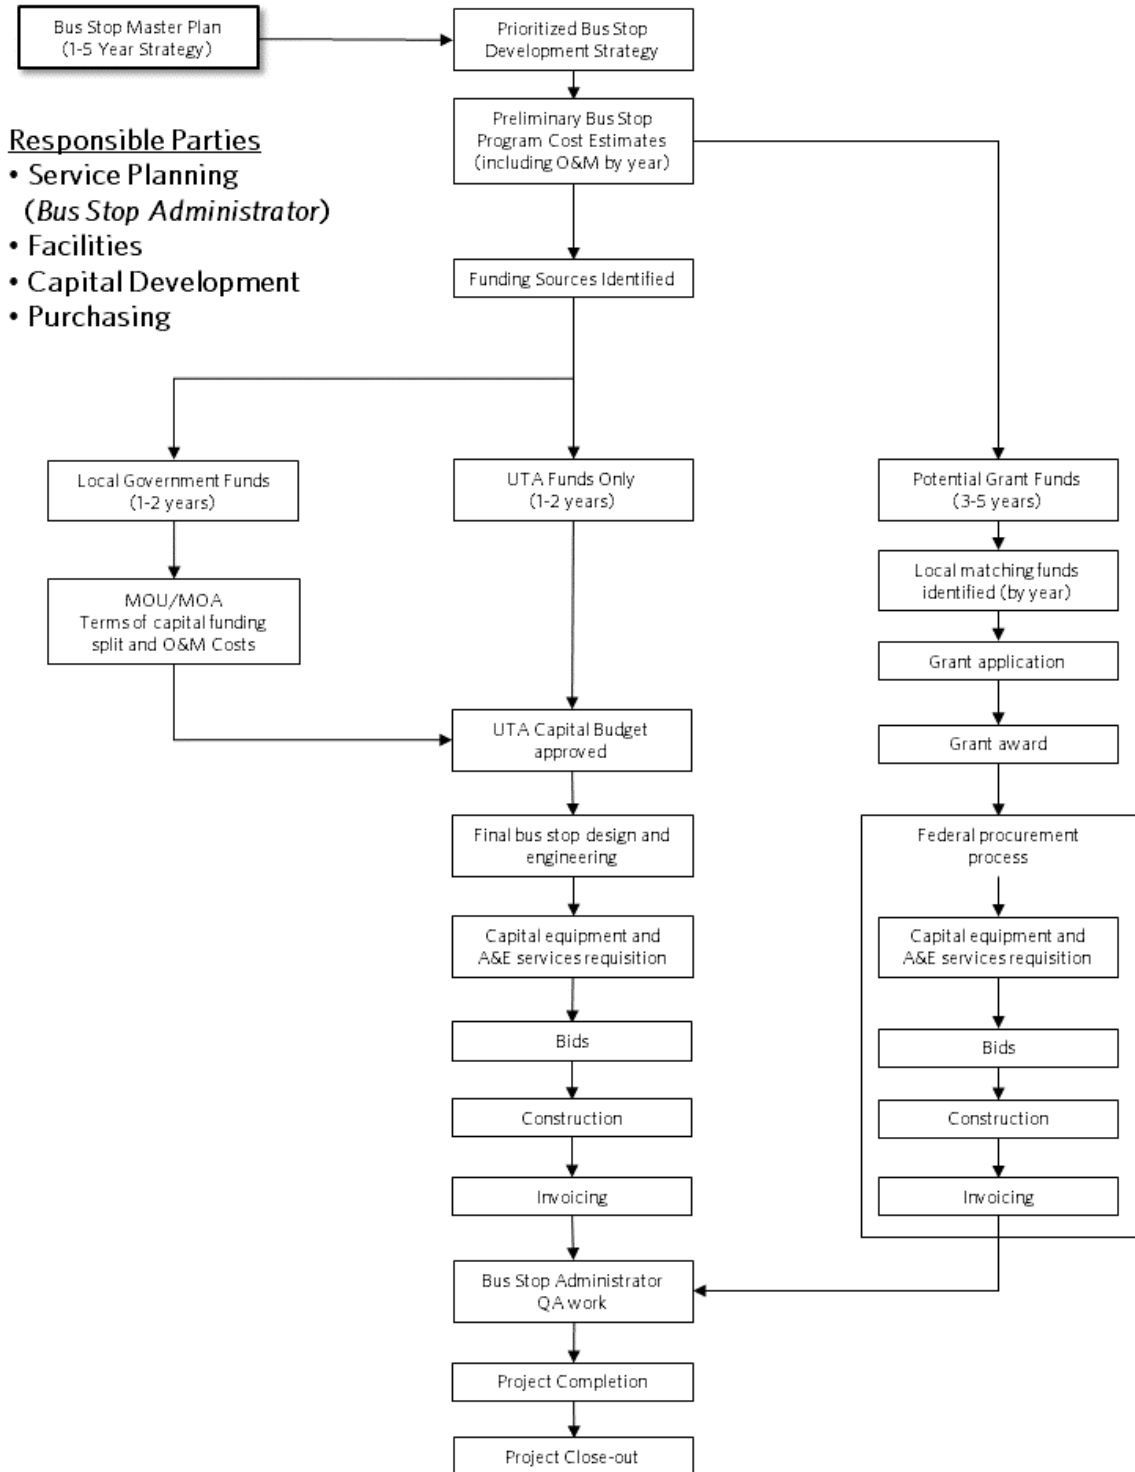 Bus Stop Master Plan
(1-5 Year Strategy)
Prioritized Bus Stop
Development Strategy
Preliminary Bus Stop
Program Cost Estimates
(including O&M by year)
Responsible Parties
• Service Planning
(Bus Stop Administrator)
• Facilities
• Capital Development
• Purchasing
Funding Sources Identified
Local Government Funds
(1-2 years)
UTA Funds Only
(1-2 years)
Potential Grant Funds
(3-5 years)
MOU/MOA
Terms of capital funding
split and O&M Costs
Local matching funds
identified (by year)
Grant application
UTA Capital Budget
approved
Grant award
Final bus stop design and
engineering
Federal procurement
process
Capital equipment and
A&E services requisition
Capital equipment and
A&E services requisition
Bids
Bids
Construction
Construction
Invoicing
Invoicing
Bus Stop Administrator
QA work
Project Completion
Project Close-out